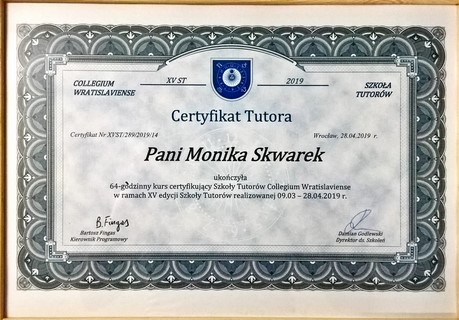 COLLEGIUM WRATISLAVIENSE
XV ST
2019
SZKOŁA TUTORÓW
Certyfikat Tutora
Certyfikat Nr XVST/289/2019/14
Wrocław, 28.04.2019 r.
Pani Monika Skwarek
ukończyła
64-godzinny kurs certyfikujący Szkoły Tutorów Collegium Wratislaviense
w ramach XV edycji Szkoły Tutorów realizowanej 09.03 – 28.04.2019 r.
B. Fingas
Bartosz Fingas
Kierownik Programowy
Damian Godlewski
Dyrektor ds. Szkoleń